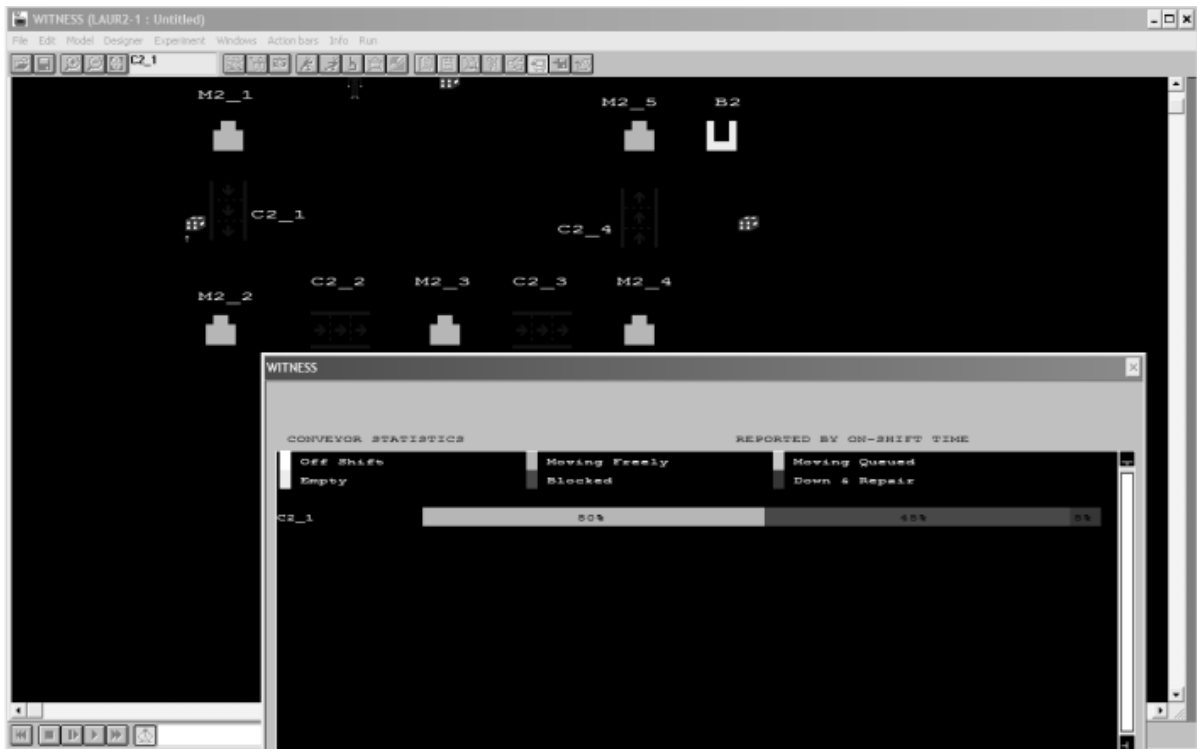 WITNESS (LAUR2-1 : Untitled)
File Edit Model Designer Experiment Windows Action bars Info Run
C2_1
M2_1
M2_5 B2
C2_1
C2_4
C2_2 M2_3 C2_3 M2_4
M2_2
WITNESS
CONVEYOR STATISTICS REPORTED BY ON-SHIFT TIME
Off Shift Moving Freely Moving Queued
Empty Blocked Down & Repair
C2_1 50% 45% 5%